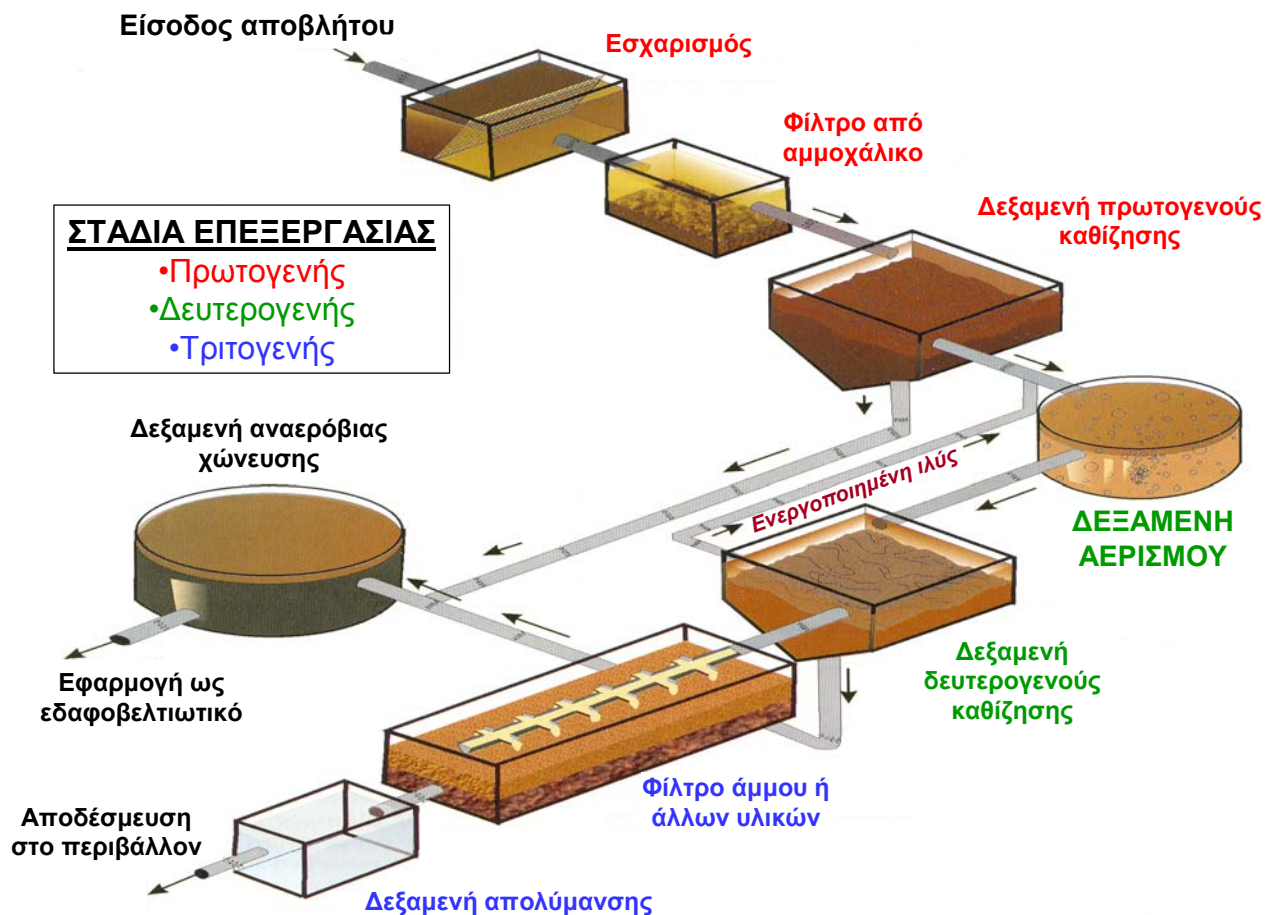 Είσοδος αποβλήτου
Εσχαρισμός
Φίλτρο από
αμμοχάλικο
Δεξαμενή πρωτογενούς
καθίζησης
ΣΤΑΔΙΑ ΕΠΕΞΕΡΓΑΣΙΑΣ
•Πρωτογενής
•Δευτερογενής
•Τριτογενής
Δεξαμενή αναερόβιας
χώνευσης
Ενεργοποιημένη ιλύς
ΔΕΞΑΜΕΝΗ
ΑΕΡΙΣΜΟΥ
Δεξαμενή
δευτερογενούς
καθίζησης
Εφαρμογή ως
εδαφοβελτιωτικό
Φίλτρο άμμου ή
άλλων υλικών
Αποδέσμευση
στο περιβάλλον
Δεξαμενή απολύμανσης